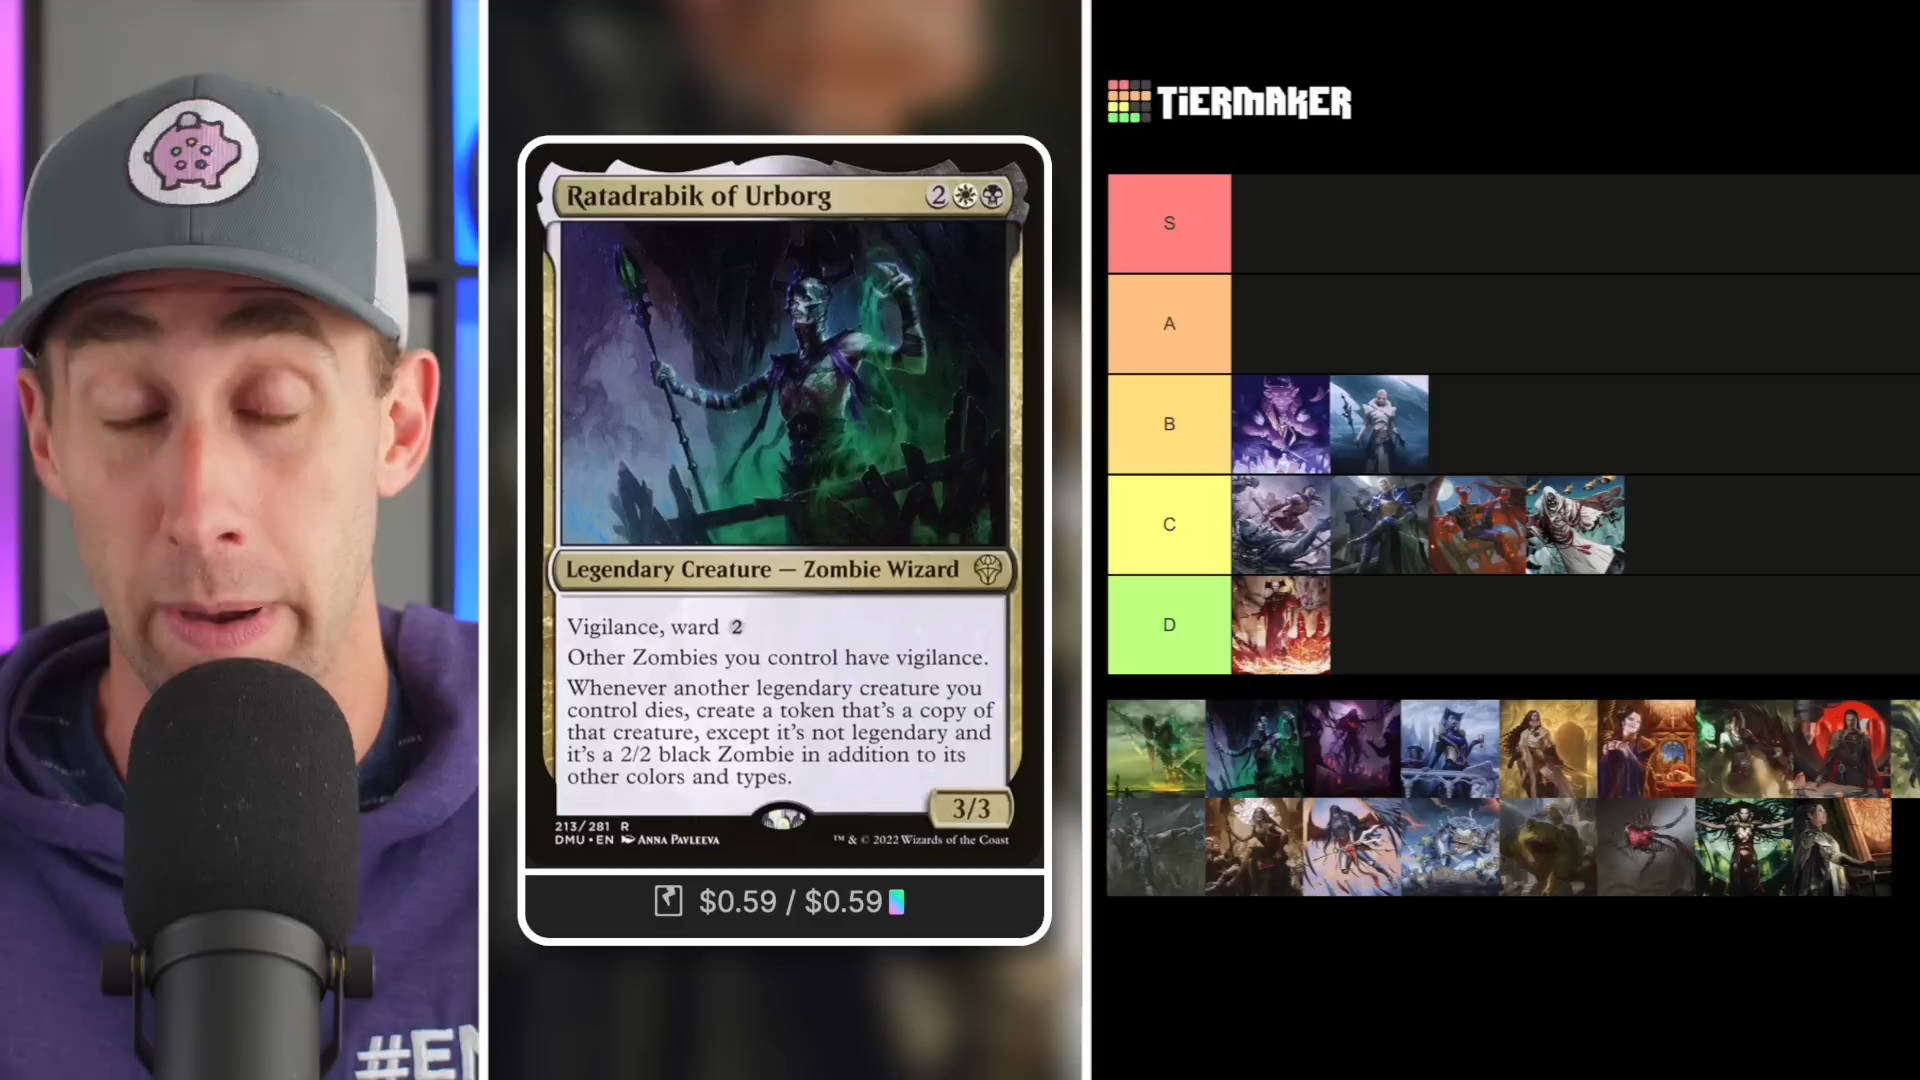 Ratadrabik of Urborg 2
Legendary Creature — Zombie Wizard
Vigilance, ward 2
Other Zombies you control have vigilance.
Whenever another legendary creature you
control dies, create a token that's a copy of
that creature, except it's not legendary and
it's a 2/2 black Zombie in addition to its
other colors and types.
3/3
213/281 R
DMU • EN Anna Pavleeva
™ & © 2022 Wizards of the Coast
$0.59 / $0.59
TiERMAKER
S
A
B
C
D